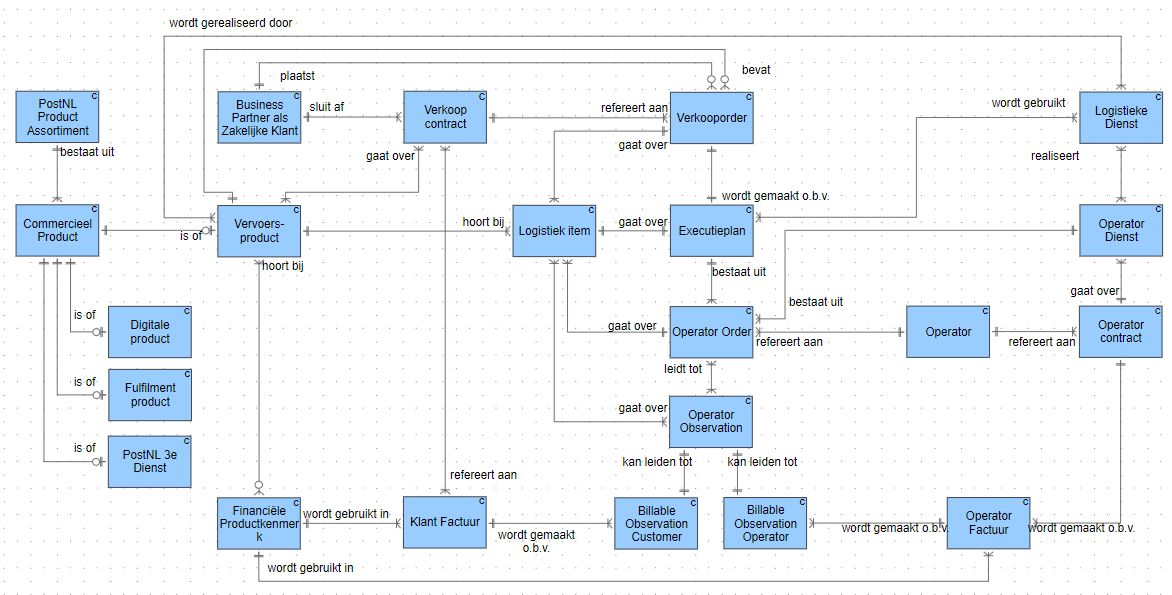 wordt gerealiseerd door
bevat
plaatst
C
PostNL
Product
Assortiment
C
Business
Partner als
Zakelijke Klant
sluit af
C
Verkoop
contract
refereert aan
C
Verkooporder
wordt gebruikt
C
Logistieke
Dienst
bestaat uit
gaat over
gaat over
realiseert
wordt gemaakt o.b.v.
C
Commercieel
Product
is of
C
Vervoers-
product
hoort bij
C
Logistiek item
gaat over
C
Executieplan
C
Operator
Dienst
hoort bij
bestaat uit
gaat over
bestaat uit
is of
C
Digitale
product
gaat over
C
Operator Order
refereert aan
C
Operator
refereert aan
C
Operator
contract
leidt tot
is of
C
Fulfilment
product
gaat over
C
Operator
Observation
is of
C
PostNL 3e
Dienst
kan leiden tot
kan leiden tot
refereert aan
C
Financiële
Productkenmer
k
wordt gebruikt in
C
Klant Factuur
wordt gemaakt
o.b.v.
C
Billable
Observation
Customer
C
Billable
Observation
Operator
wordt gemaakt o.b.v.
C
Operator
Factuur
wordt gemaakt o.b.v.
wordt gebruikt in